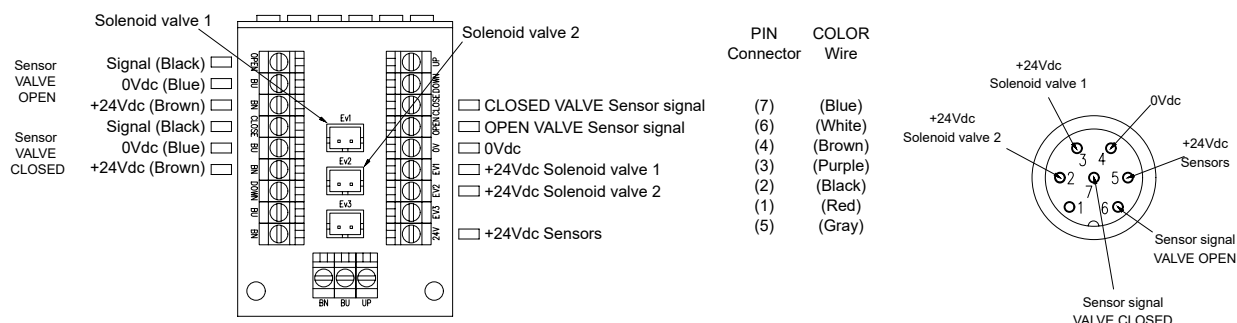 Solenoid valve 1
Solenoid valve 2
Sensor
VALVE
OPEN
Signal (Black)
0Vdc (Blue)
+24Vdc (Brown)
Sensor
VALVE
CLOSED
Signal (Black)
0Vdc (Blue)
+24Vdc (Brown)
OPEN
BU
BN
CLOSE
BU
BN
DOWN
BU
BN
Ev1
Ev2
Ev3
UP
DOWN
CLOSE
OPEN
0V
EV1
EV2
EV3
24V
BN BU UP
CLOSED VALVE Sensor signal
OPEN VALVE Sensor signal
0Vdc
+24Vdc Solenoid valve 1
+24Vdc Solenoid valve 2
+24Vdc Sensors
PIN COLOR
Connector Wire
(7) (Blue)
(6) (White)
(4) (Brown)
(3) (Purple)
(2) (Black)
(1) (Red)
(5) (Gray)
+24Vdc
Solenoid valve 1
0Vdc
+24Vdc
Solenoid valve 2
+24Vdc
Sensors
3 4
2 5
7
1 6
Sensor signal
VALVE OPEN
Sensor signal
VALVE CLOSED